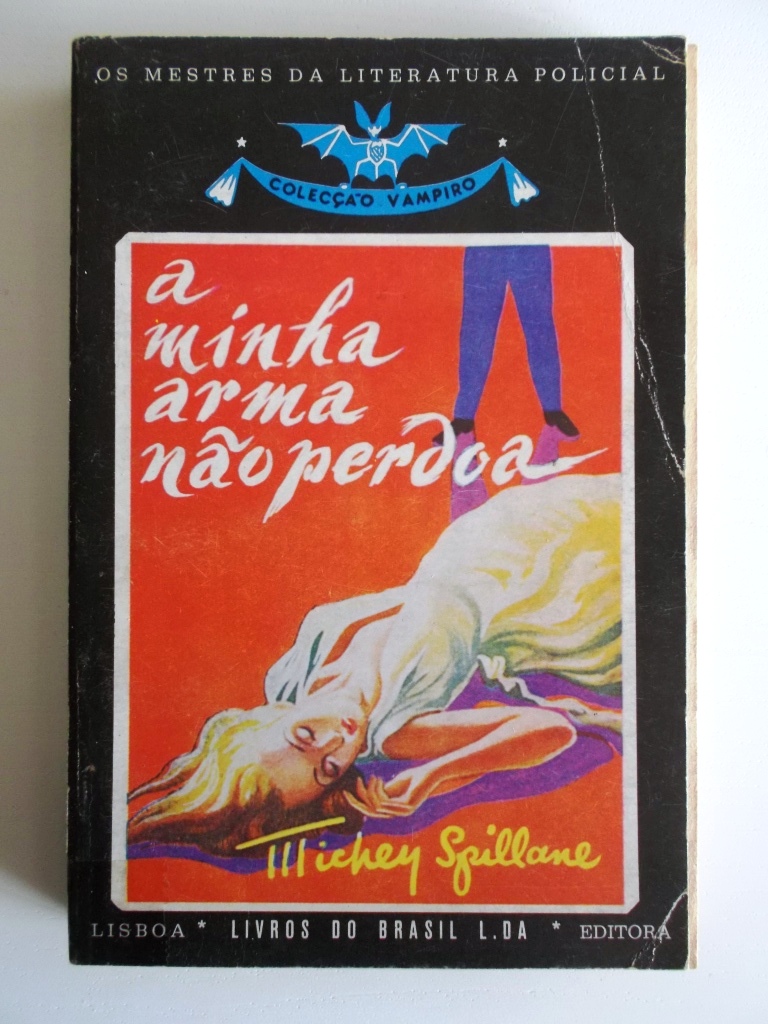 OS MESTRES DA LITERATURA POLICIAL
COLECÇÃO VAMPIRO
a
minha
arma
não perdoa
Mickey Spillane
LISBOA * LIVROS DO BRASIL L.DA * EDITORA